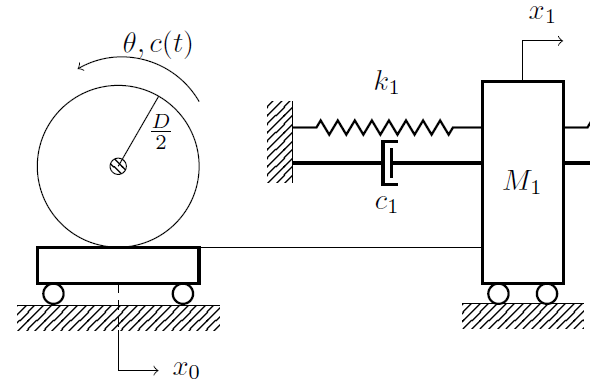 x₁
θ, c(t)
k₁
D/2
M₁
c₁
x₀